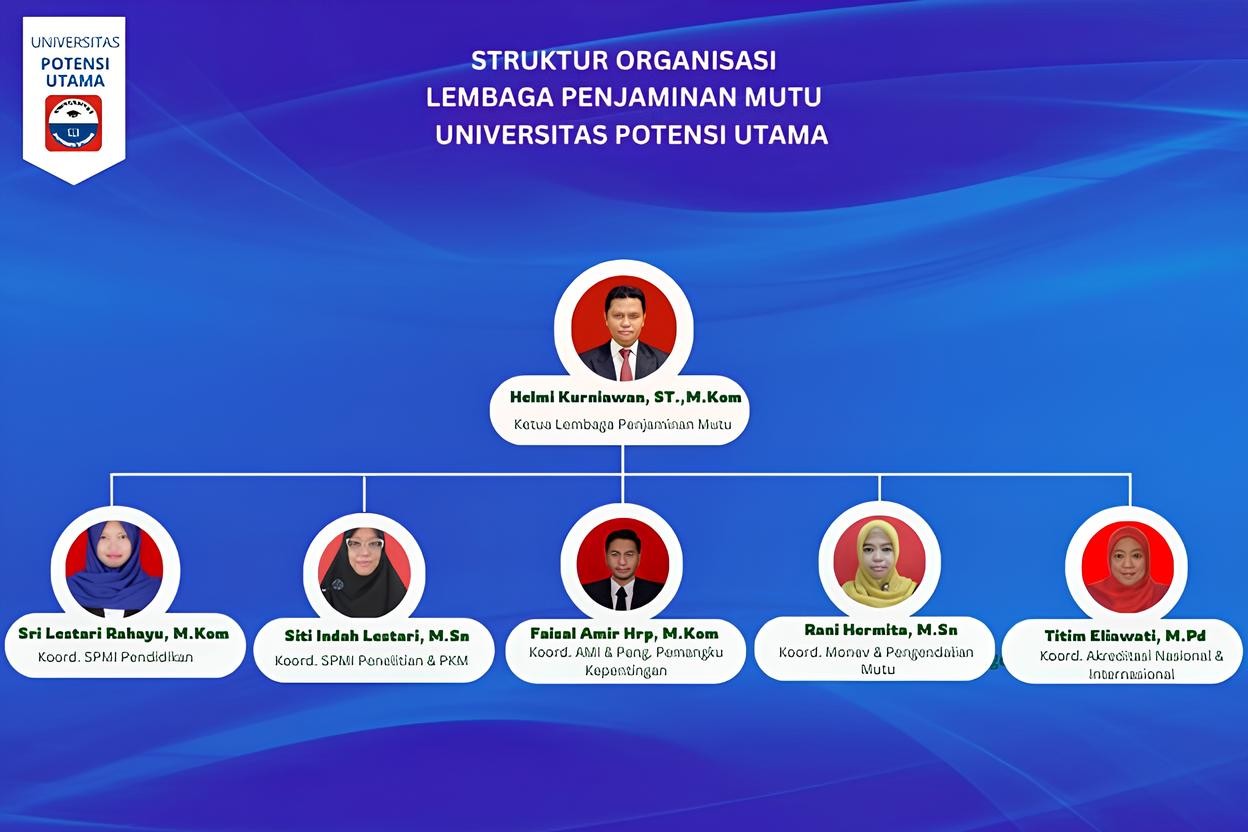 UNIVERSITAS
POTENSI
UTAMA
STRUKTUR ORGANISASI
LEMBAGA PENJAMINAN MUTU
UNIVERSITAS POTENSI UTAMA
Helmi Kurniawan, ST.,M.Kom
Ketua Lembaga Penjaminan Mutu
Sri Lestari Rahayu, M.Kom
Koord. SPMI Pendidikan
Siti Indah Lestari, M.Sn
Koord. SPMI Penelitian & PKM
Faisal Amir Hrp, M.Kom
Koord. AMI & Peng. Pemangku
Kepentingan
Rani Hermita, M.Sn
Koord. Monev & Pengendalian
Mutu
Titim Eliawati, M.Pd
Koord. Akreditasi Nasional &
Internasional